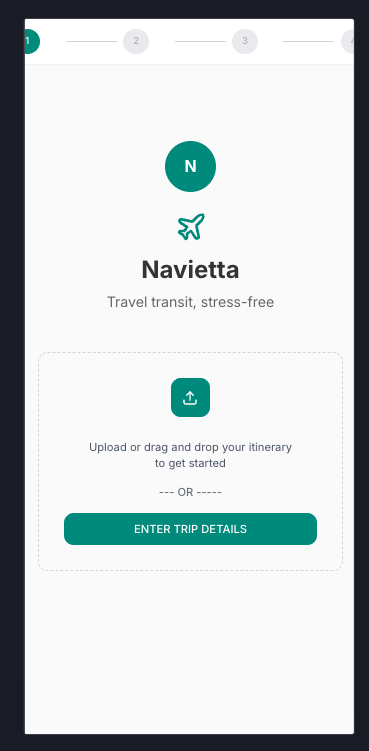 1
2
3
4
N
Navietta
Travel transit, stress-free
Upload or drag and drop your itinerary
to get started
--- OR -----
ENTER TRIP DETAILS